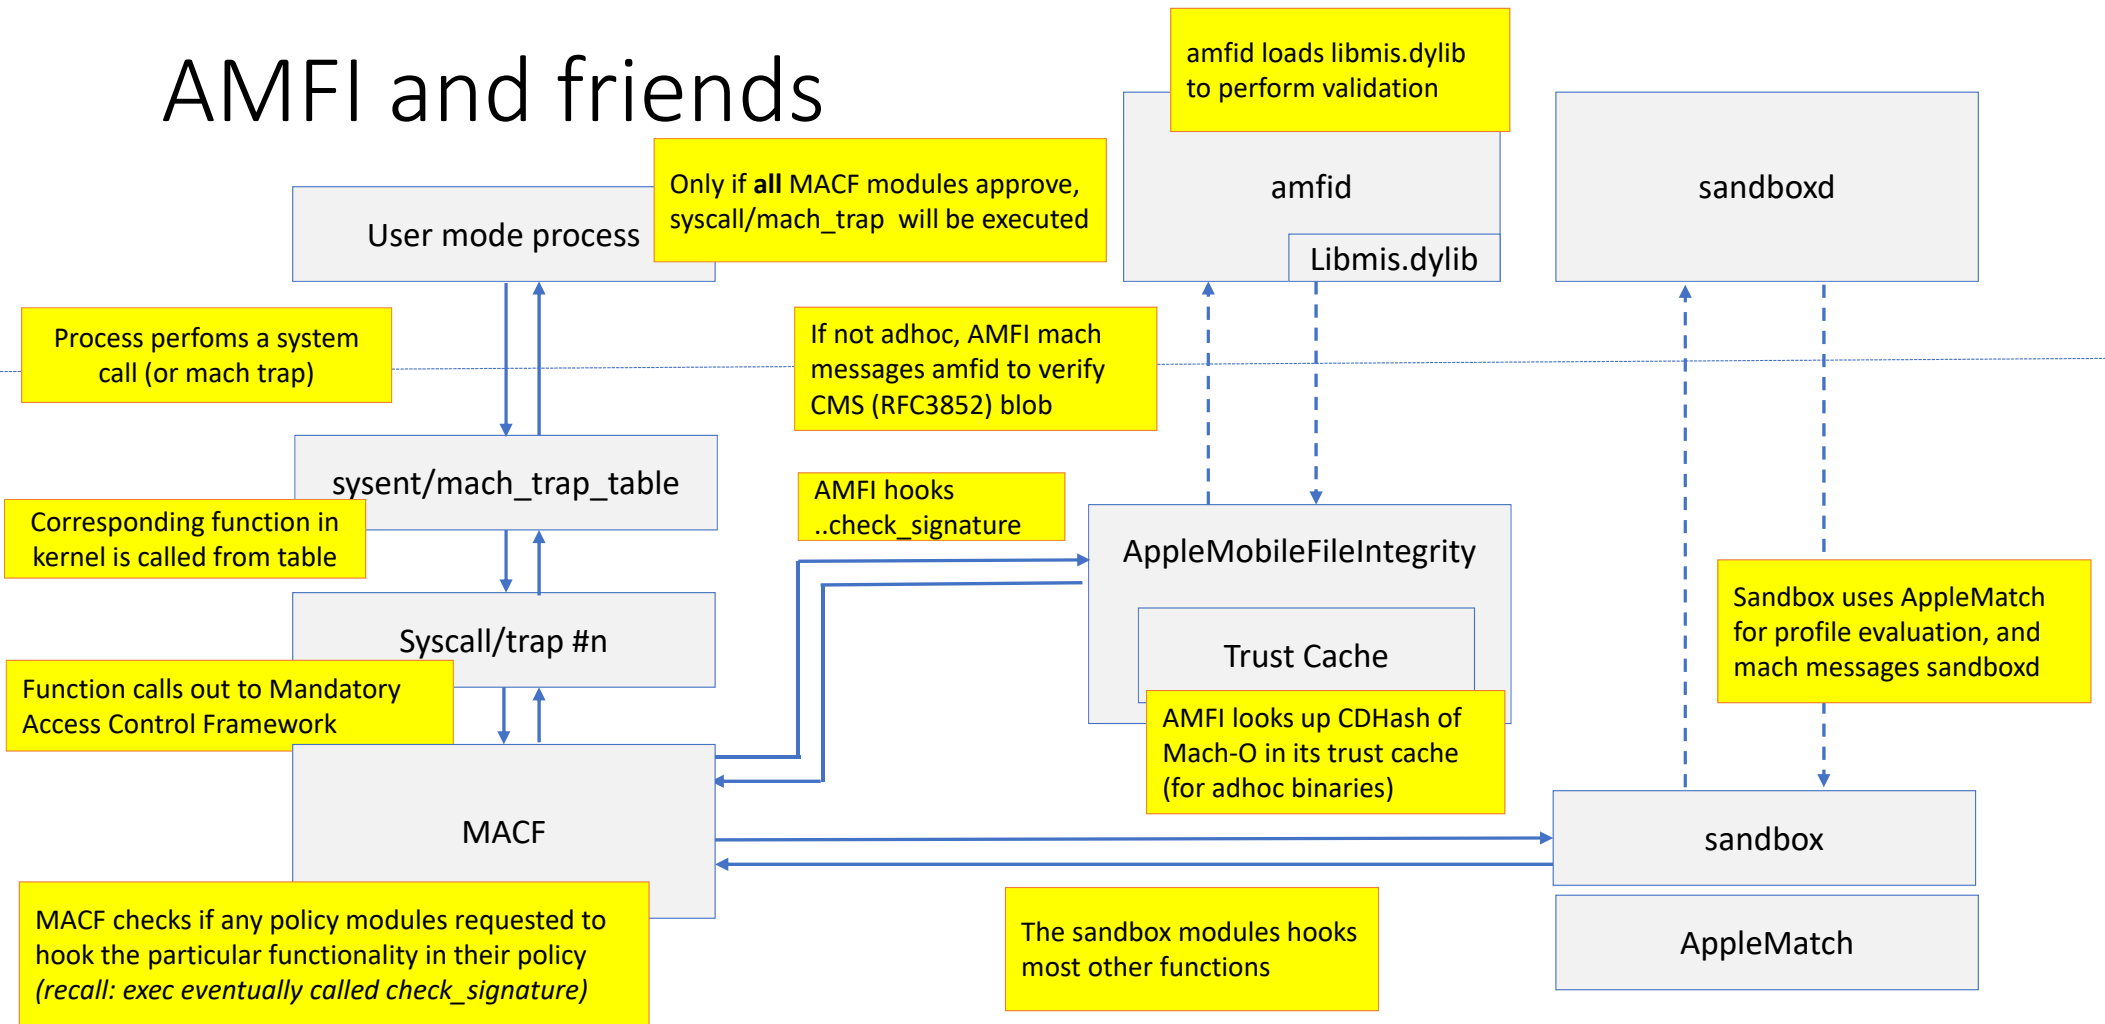 AMFI and friends
amfid loads libmis.dylib
to perform validation
Only if all MACF modules approve,
syscall/mach_trap  will be executed
User mode process
amfid
Libmis.dylib
sandboxd
Process perfoms a system
call (or mach trap)
If not adhoc, AMFI mach
messages amfid to verify
CMS (RFC3852) blob
sysent/mach_trap_table
Corresponding function in
kernel is called from table
AMFI hooks
..check_signature
AppleMobileFileIntegrity
Trust Cache
AMFI looks up CDHash of
Mach-O in its trust cache
(for adhoc binaries)
Sandbox uses AppleMatch
for profile evaluation, and
mach messages sandboxd
Syscall/trap #n
Function calls out to Mandatory
Access Control Framework
MACF
sandbox
MACF checks if any policy modules requested to
hook the particular functionality in their policy
(recall: exec eventually called check_signature)
The sandbox modules hooks
most other functions
AppleMatch